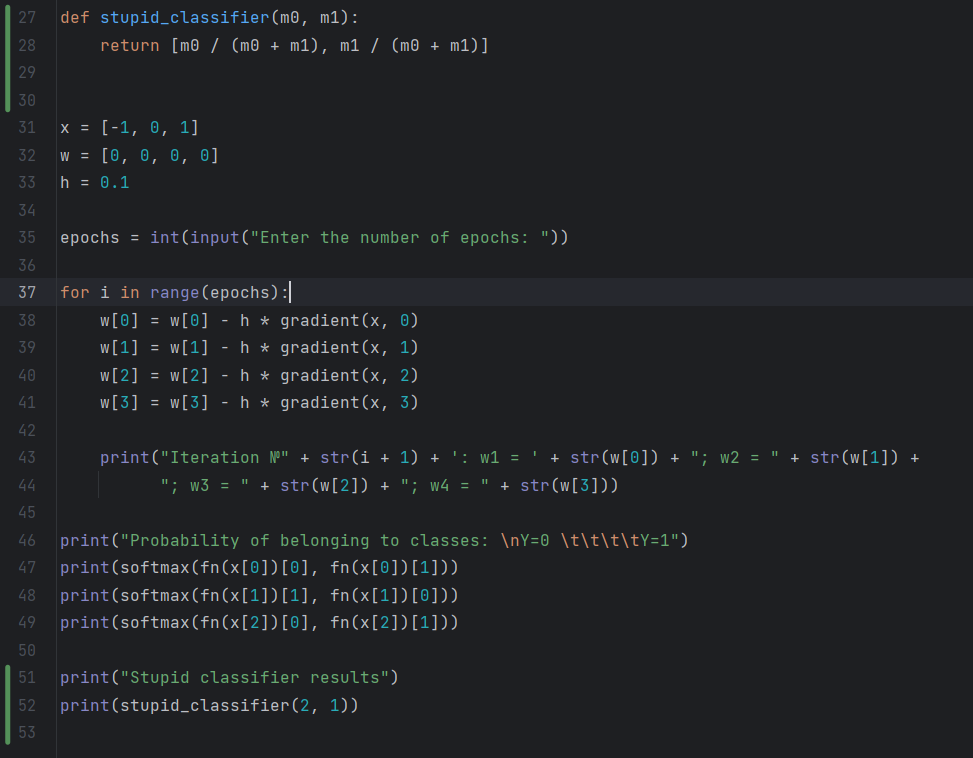 27 def stupid_classifier(m0, m1):
28     return [m0 / (m0 + m1), m1 / (m0 + m1)]
29
30
31 x = [-1, 0, 1]
32 w = [0, 0, 0, 0]
33 h = 0.1
34
35 epochs = int(input("Enter the number of epochs: "))
36
37 for i in range(epochs):
38     w[0] = w[0] - h * gradient(x, 0)
39     w[1] = w[1] - h * gradient(x, 1)
40     w[2] = w[2] - h * gradient(x, 2)
41     w[3] = w[3] - h * gradient(x, 3)
42
43     print("Iteration №" + str(i + 1) + ': w1 = ' + str(w[0]) + "; w2 = " + str(w[1]) +
44           "; w3 = " + str(w[2]) + "; w4 = " + str(w[3]))
45
46 print("Probability of belonging to classes: \nY=0 \t\t\t\tY=1")
47 print(softmax(fn(x[0])[0], fn(x[0])[1]))
48 print(softmax(fn(x[1])[1], fn(x[1])[0]))
49 print(softmax(fn(x[2])[0], fn(x[2])[1]))
50
51 print("Stupid classifier results")
52 print(stupid_classifier(2, 1))
53